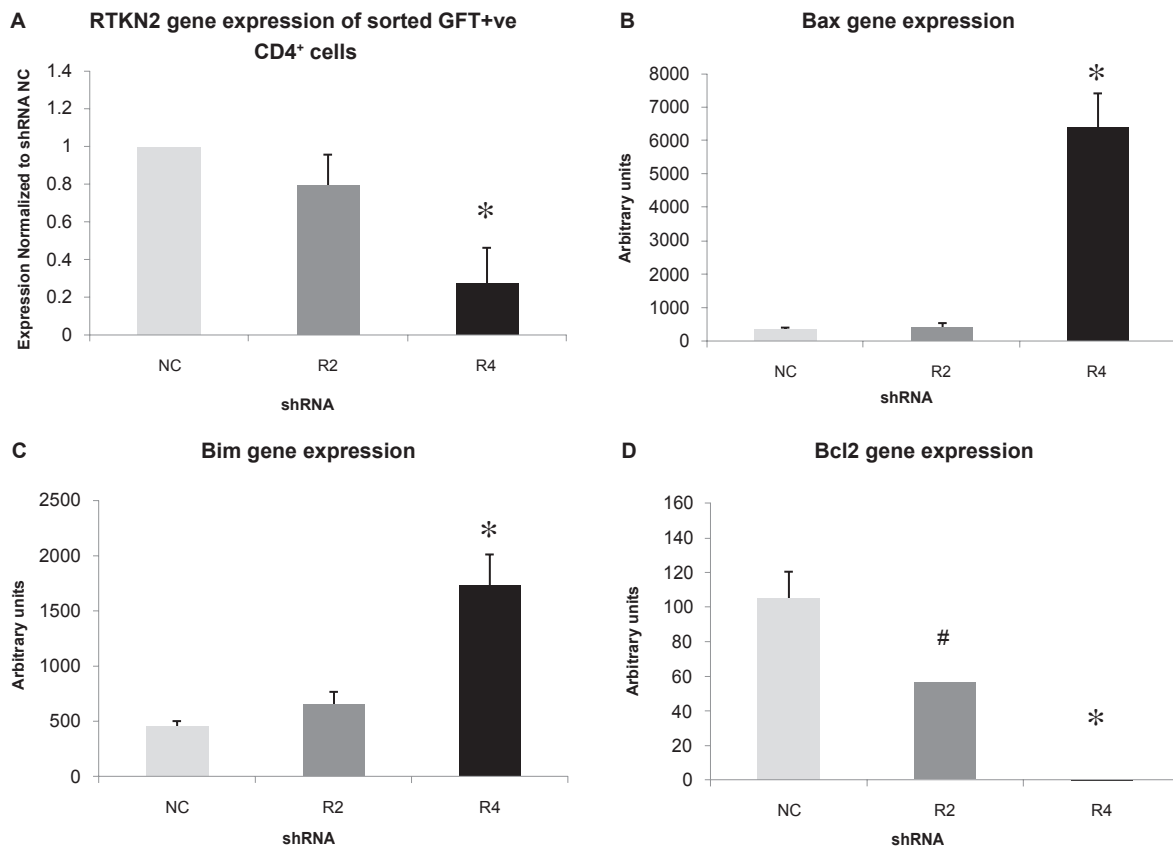 A
RTKN2 gene expression of sorted GFT+ve
CD4⁺ cells
Expression Normalized to shRNA NC
1.4
1.2
1
0.8
0.6
0.4
0.2
0
*
NC R2 R4
shRNA
B
Bax gene expression
Arbitrary units
8000
7000
6000
5000
4000
3000
2000
1000
0
*
NC R2 R4
shRNA
C
Bim gene expression
Arbitrary units
2500
2000
1500
1000
500
0
*
NC R2 R4
shRNA
D
Bcl2 gene expression
Arbitrary units
160
140
120
100
80
60
40
20
0
#
*
NC R2 R4
shRNA